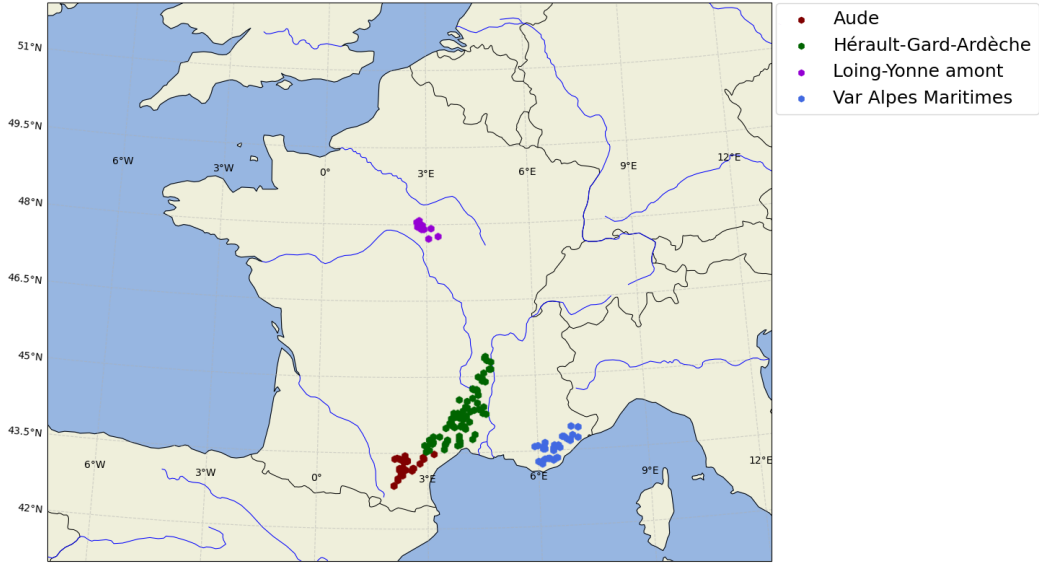 Aude
Hérault-Gard-Ardèche
Loing-Yonne amont
Var Alpes Maritimes
51°N
49.5°N
48°N
46.5°N
45°N
43.5°N
42°N
6°W
3°W
0°
3°E
6°E
9°E
12°E
6°W
3°W
0°
3°E
6°E
9°E
12°E